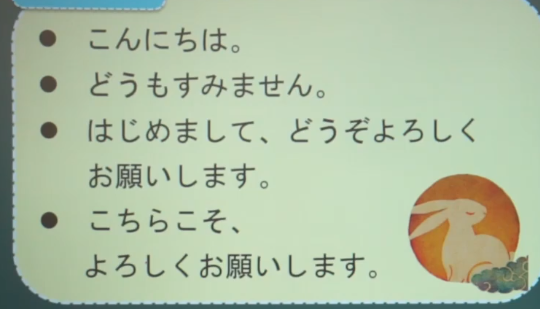 ● こんにちは。
● どうもすみません。
● はじめまして、どうぞよろしく
お願いします。
● こちらこそ、
よろしくお願いします。